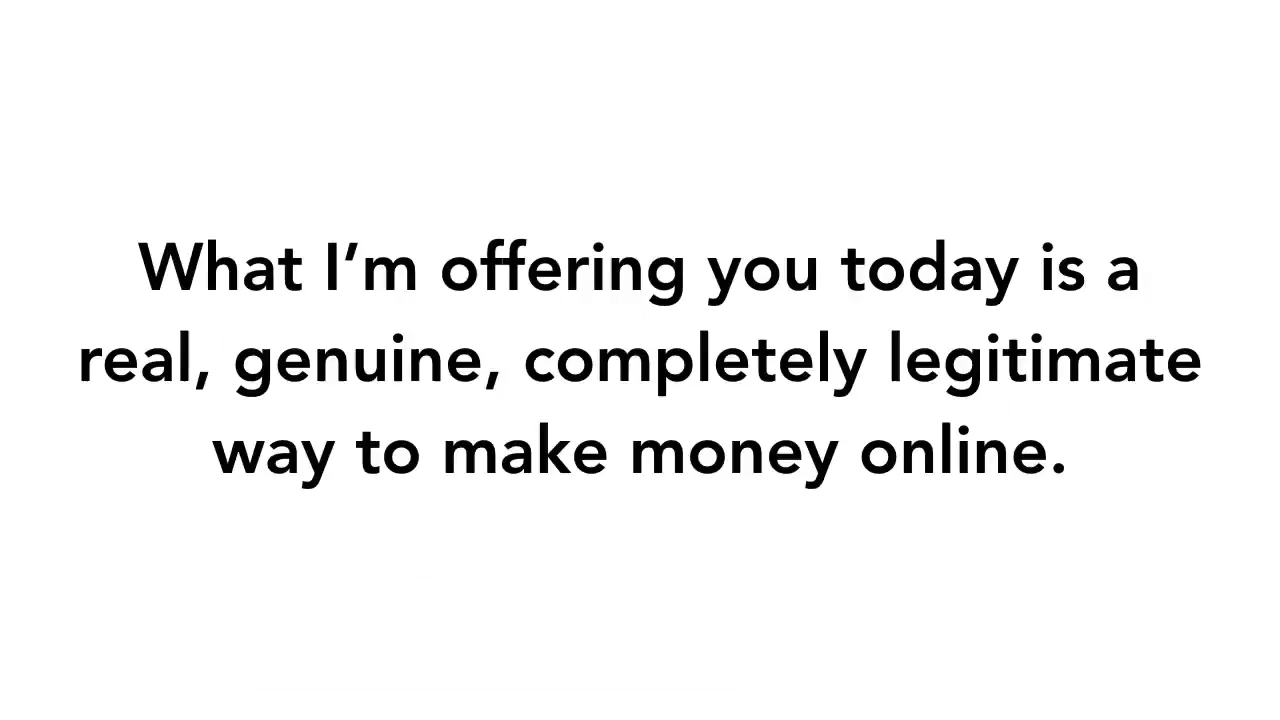 What I’m offering you today is a
real, genuine, completely legitimate
way to make money online.